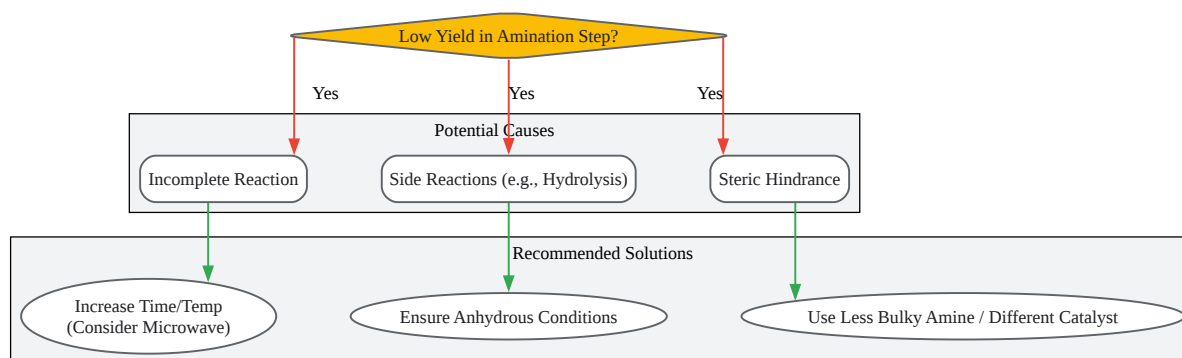 Low Yield in Amination Step?
Yes
Yes
Yes
Potential Causes
Incomplete Reaction
Side Reactions (e.g., Hydrolysis)
Steric Hindrance
Recommended Solutions
Increase Time/Temp
(Consider Microwave)
Ensure Anhydrous Conditions
Use Less Bulky Amine / Different Catalyst